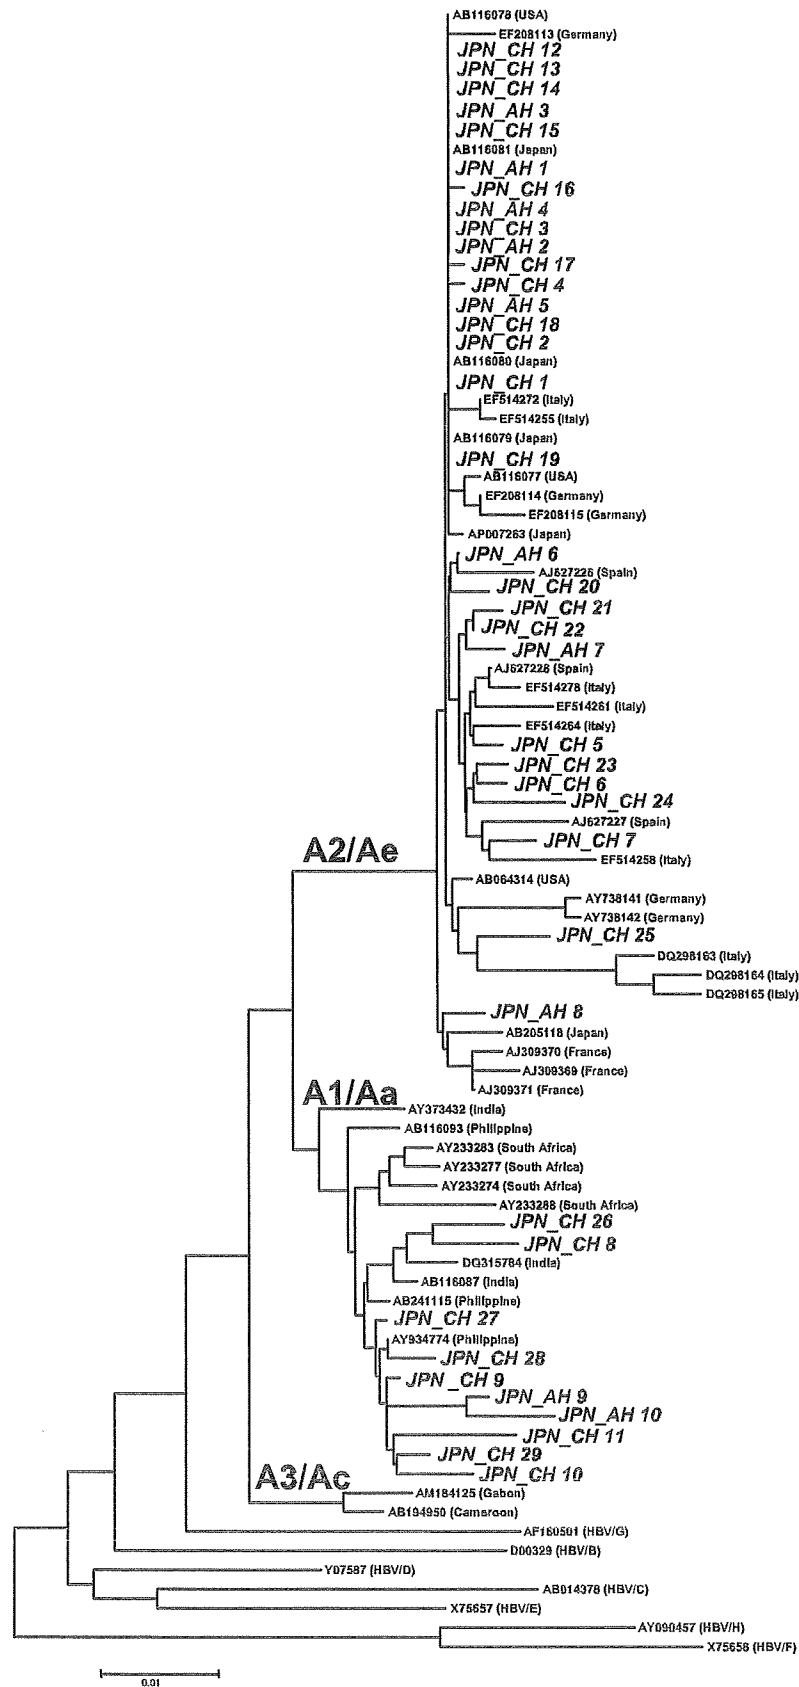 AB116078 (USA)
EF208113 (Germany)
JPN_CH 12
JPN_CH 13
JPN_CH 14
JPN_AH 3
JPN_CH 15
AB116081 (Japan)
JPN_AH 1
JPN_CH 16
JPN_AH 4
JPN_CH 3
JPN_AH 2
JPN_CH 17
JPN_CH 4
JPN_AH 5
JPN_CH 18
JPN_CH 2
AB116080 (Japan)
JPN_CH 1
EF514272 (Italy)
EF514255 (Italy)
AB116079 (Japan)
JPN_CH 19
AB116077 (USA)
EF208114 (Germany)
EF208115 (Germany)
AP007263 (Japan)
JPN_AH 6
AJ627226 (Spain)
JPN_CH 20
JPN_CH 21
JPN_CH 22
JPN_AH 7
AJ627228 (Spain)
EF514278 (Italy)
EF514261 (Italy)
EF514264 (Italy)
JPN_CH 5
JPN_CH 23
JPN_CH 6
JPN_CH 24
AJ627227 (Spain)
JPN_CH 7
A2/Ae
EF514258 (Italy)
AB064314 (USA)
AY738141 (Germany)
AY738142 (Germany)
JPN_CH 25
DQ298163 (Italy)
DQ298164 (Italy)
DQ298165 (Italy)
JPN_AH 8
AB205118 (Japan)
AJ309370 (France)
AJ309369 (France)
AJ309371 (France)
A1/Aa
AY373432 (India)
AB116093 (Philippine)
AY233283 (South Africa)
AY233277 (South Africa)
AY233274 (South Africa)
AY233288 (South Africa)
JPN_CH 26
JPN_CH 8
DQ315784 (India)
AB116087 (India)
AB241115 (Philippine)
JPN_CH 27
AY934774 (Philippine)
JPN_CH 28
JPN_CH 9
JPN_AH 9
JPN_AH 10
JPN_CH 11
JPN_CH 29
JPN_CH 10
A3/Ac
AM184125 (Gabon)
AB194950 (Cameroon)
AF160501 (HBV/G)
D00329 (HBV/B)
Y07587 (HBV/D)
AB014378 (HBV/C)
X75657 (HBV/E)
AY090457 (HBV/H)
X75658 (HBV/F)
0.01